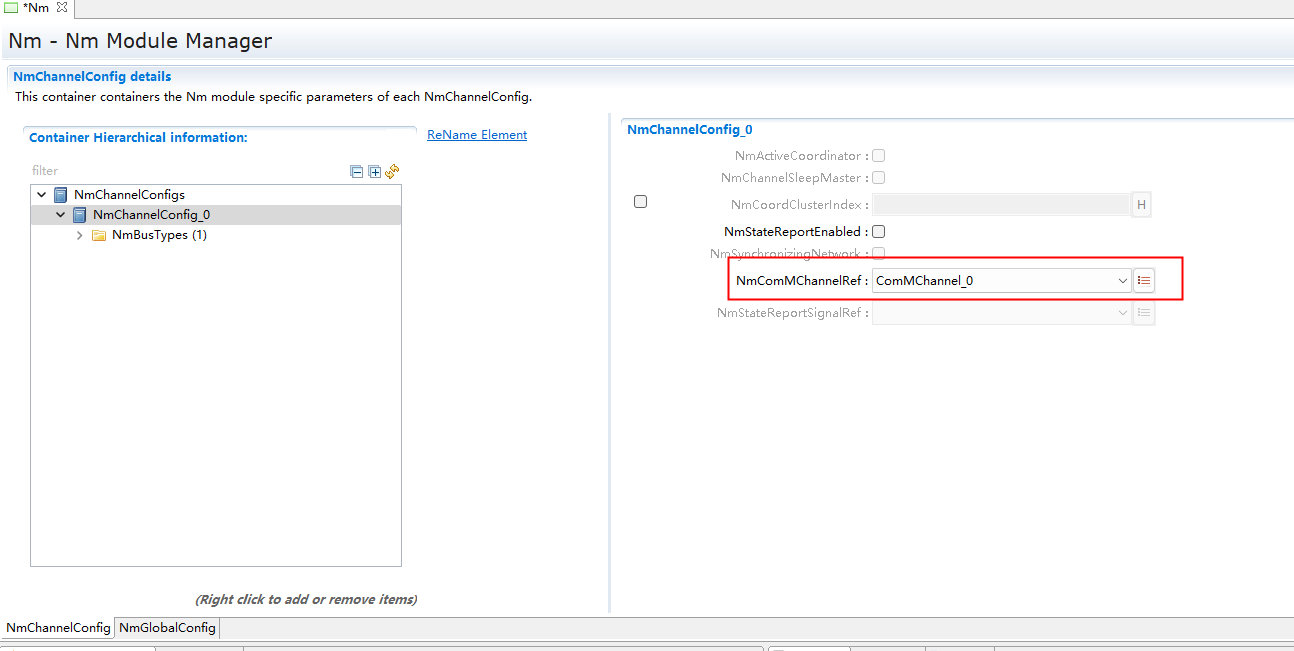 *Nm
Nm - Nm Module Manager
NmChannelConfig details
This container containers the Nm module specific parameters of each NmChannelConfig.
Container Hierarchical information:
ReName Element
filter
NmChannelConfigs
NmChannelConfig_0
NmBusTypes (1)
(Right click to add or remove items)
NmChannelConfig_0
NmActiveCoordinator :
NmChannelSleepMaster :
NmCoordClusterIndex :
H
NmStateReportEnabled :
NmSynchronizingNetwork :
NmComMChannelRef : ComMChannel_0
NmStateReportSignalRef :
NmChannelConfig NmGlobalConfig